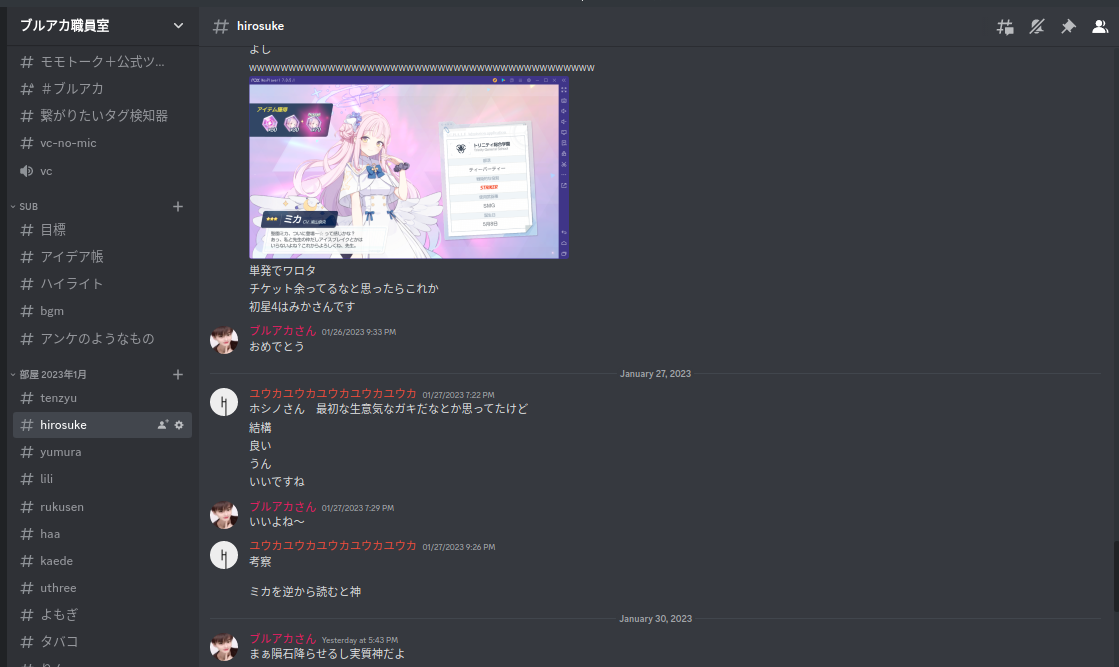 ブルアカ職員室
モモトーク＋公式ツ...
＃ブルアカ
繋がりたいタグ検知器
vc-no-mic
vc
SUB
目標
アイデア帳
ハイライト
bgm
アンケのようなもの
部屋 2023年1月
tenzyu
hirosuke
yumura
lili
rukusen
haa
kaede
uthree
よもぎ
タバコ
hirosuke
よし
wwwwwwwwwwwwwwwwwwwwwwwwwwwwwwwwwwwwwwwwwwww
アイテム獲得
トリニティ総合学園
ティーパーティー
STRIKER
SMG
5月8日
ミカ
単発でワロタ
チケット余ってるなと思ったらこれか
初星4はみかさんです
ブルアカさん 01/26/2023 9:33 PM
おめでとう
January 27, 2023
ユウカユウカユウカユウカユウカ 01/27/2023 7:22 PM
ホシノさん　最初な生意気なガキだなとか思ってたけど
結構
良い
うん
いいですね
ブルアカさん 01/27/2023 7:29 PM
いいよね〜
ユウカユウカユウカユウカユウカ 01/27/2023 9:26 PM
考察
ミカを逆から読むと神
January 30, 2023
ブルアカさん Yesterday at 5:43 PM
まぁ隕石降らせるし実質神だよ